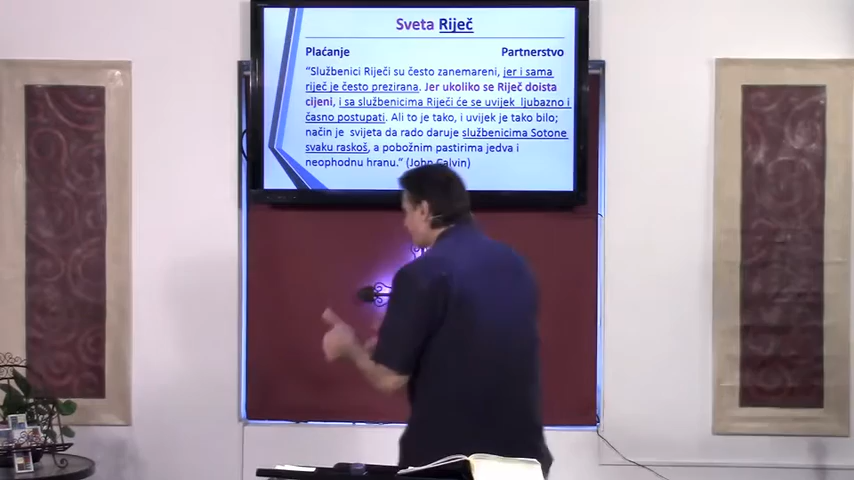 Sveta Riječ
Plaćanje Partnerstvo
“Službenici Riječi su često zanemareni, jer i sama
riječ je često prezirana. Jer ukoliko se Riječ doista
cijeni, i sa službenicima Riječi će se uvijek ljubazno i
časno postupati. Ali to je tako, i uvijek je tako bilo;
način je svijeta da rado daruje službenicima Sotone
svaku raskoš, a pobožnim pastirima jedva i
neophodnu hranu.” (John Calvin)